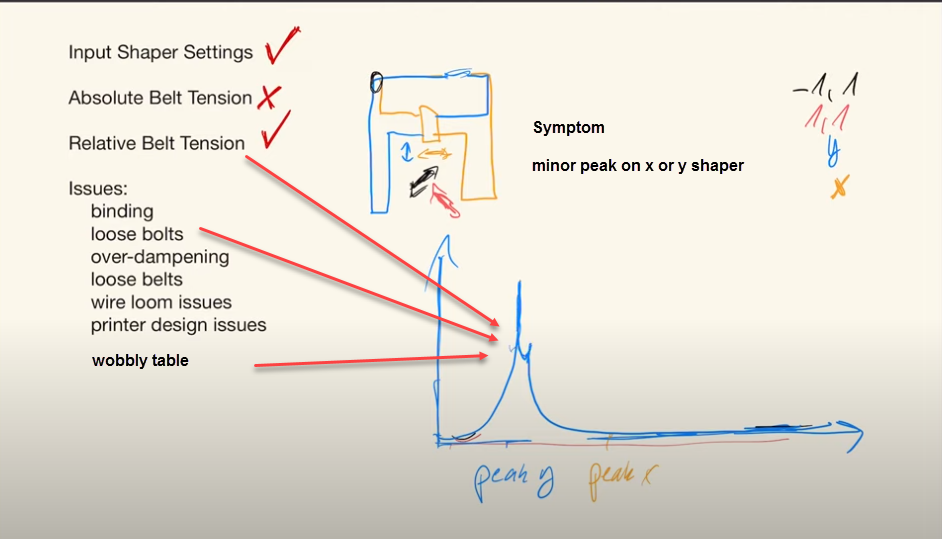 Input Shaper Settings
Absolute Belt Tension
Relative Belt Tension
Issues:
binding
loose bolts
over-dampening
loose belts
wire loom issues
printer design issues
wobbly table
Symptom
minor peak on x or y shaper
-1, 1
1, 1
y
x
peak y
peak x